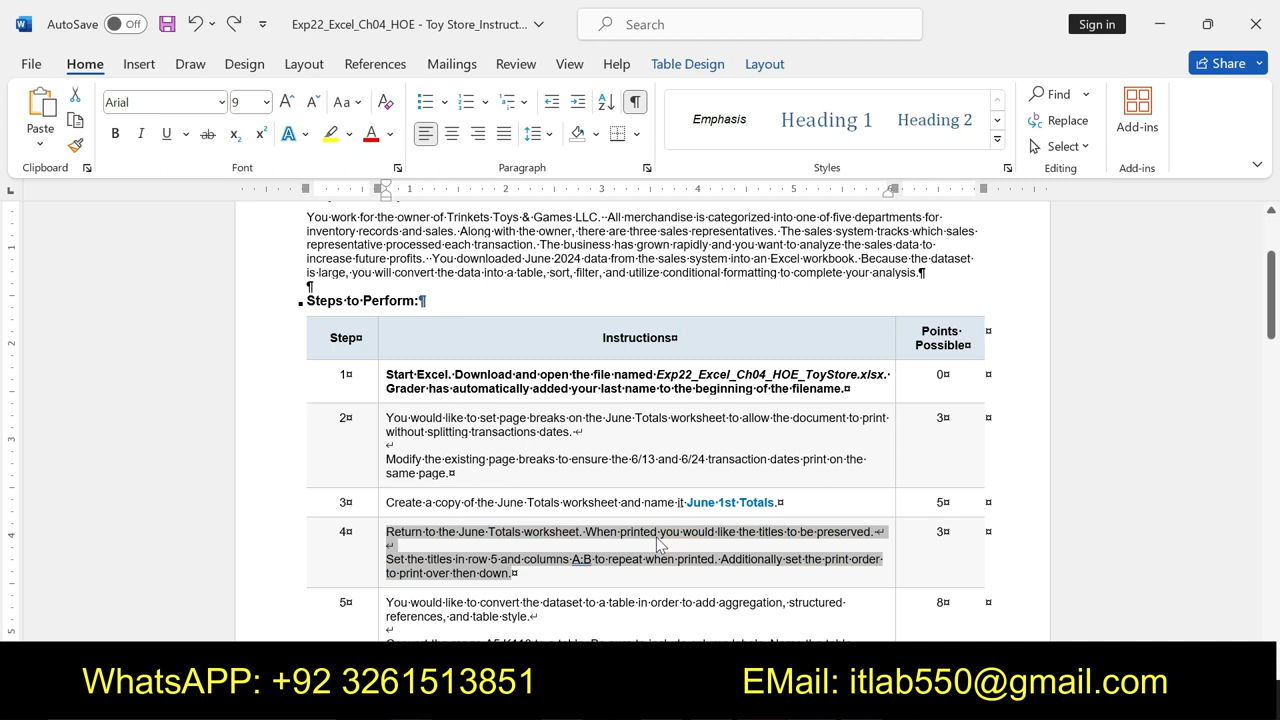 AutoSave Off Exp22_Excel_Ch04_HOE - Toy Store_Instruct... Search Sign in
File Home Insert Draw Design Layout References Mailings Review View Help Table Design Layout Share
Arial 9 Aa Emphasis Heading 1 Heading 2 Find
Paste B I U ab x₂ x² A A Replace Add-ins
Select
Clipboard Font Paragraph Styles Editing Add-ins
1 2 3 4 5 6
You·work·for·the·owner·of·Trinkets·Toys·&·Games·LLC.··All·merchandise·is·categorized·into·one·of·five·departments·for·
inventory·records·and·sales.·Along·with·the·owner,·there·are·three·sales·representatives.·The·sales·system·tracks·which·sales·
representative·processed·each·transaction.·The·business·has·grown·rapidly·and·you·want·to·analyze·the·sales·data·to·
increase·future·profits.··You·downloaded·June·2024·data·from·the·sales·system·into·an·Excel·workbook.·Because·the·dataset·
is·large,·you·will·convert·the·data·into·a·table,·sort,·filter,·and·utilize·conditional·formatting·to·complete·your·analysis.¶
¶
Steps·to·Perform:¶
Step¤ Instructions¤ Points·
Possible¤ ¤
1¤ Start·Excel.·Download·and·open·the·file·named·Exp22_Excel_Ch04_HOE_ToyStore.xlsx.· 0¤ ¤
Grader·has·automatically·added·your·last·name·to·the·beginning·of·the·filename.¤
2¤ You·would·like·to·set·page·breaks·on·the·June·Totals·worksheet·to·allow·the·document·to·print· 3¤ ¤
without·splitting·transactions·dates.·↵
↵
Modify·the·existing·page·breaks·to·ensure·the·6/13·and·6/24·transaction·dates·print·on·the·
same·page.¤
3¤ Create·a·copy·of·the·June·Totals·worksheet·and·name·it·June·1st·Totals.¤ 5¤ ¤
4¤ Return·to·the·June·Totals·worksheet.·When·printed·you·would·like·the·titles·to·be·preserved.·↵ 3¤ ¤
↵
Set·the·titles·in·row·5·and·columns·A:B·to·repeat·when·printed.·Additionally·set·the·print·order·
to·print·over·then·down.¤
5¤ You·would·like·to·convert·the·dataset·to·a·table·in·order·to·add·aggregation,·structured· 8¤ ¤
references,·and·table·style.↵
↵
WhatsAPP: +92 3261513851 EMail: itlab550@gmail.com